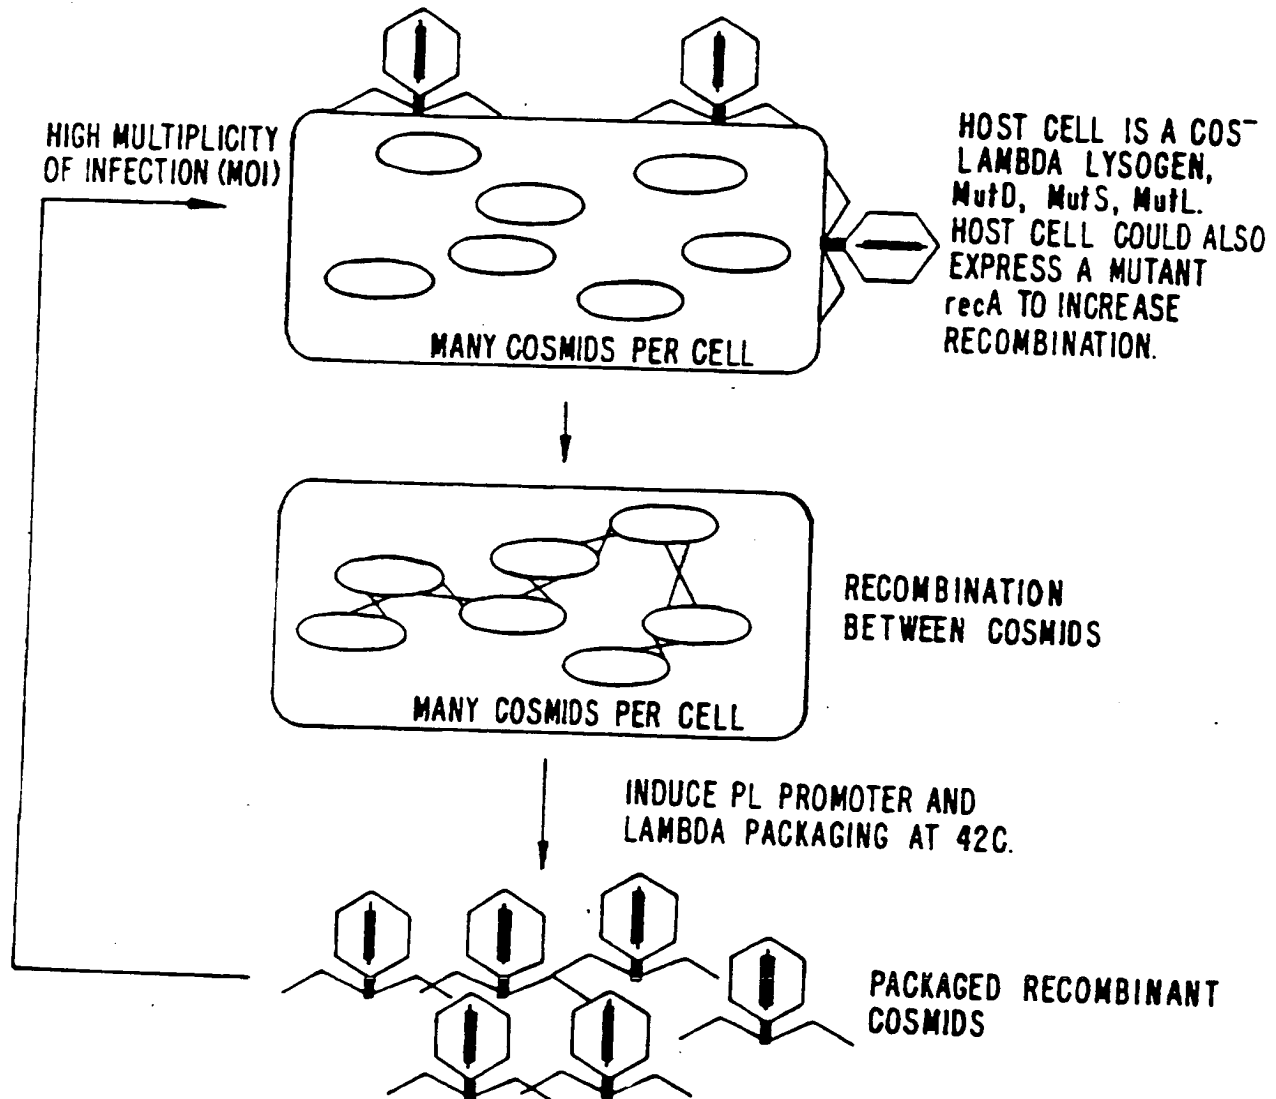 HIGH MULTIPLICITY
OF INFECTION (MOI)
HOST CELL IS A COS⁻
LAMBDA LYSOGEN,
MutD, MutS, MutL.
HOST CELL COULD ALSO
EXPRESS A MUTANT
recA TO INCREASE
RECOMBINATION.
MANY COSMIDS PER CELL
RECOMBINATION
BETWEEN COSMIDS
MANY COSMIDS PER CELL
INDUCE PL PROMOTER AND
LAMBDA PACKAGING AT 42C.
PACKAGED RECOMBINANT
COSMIDS